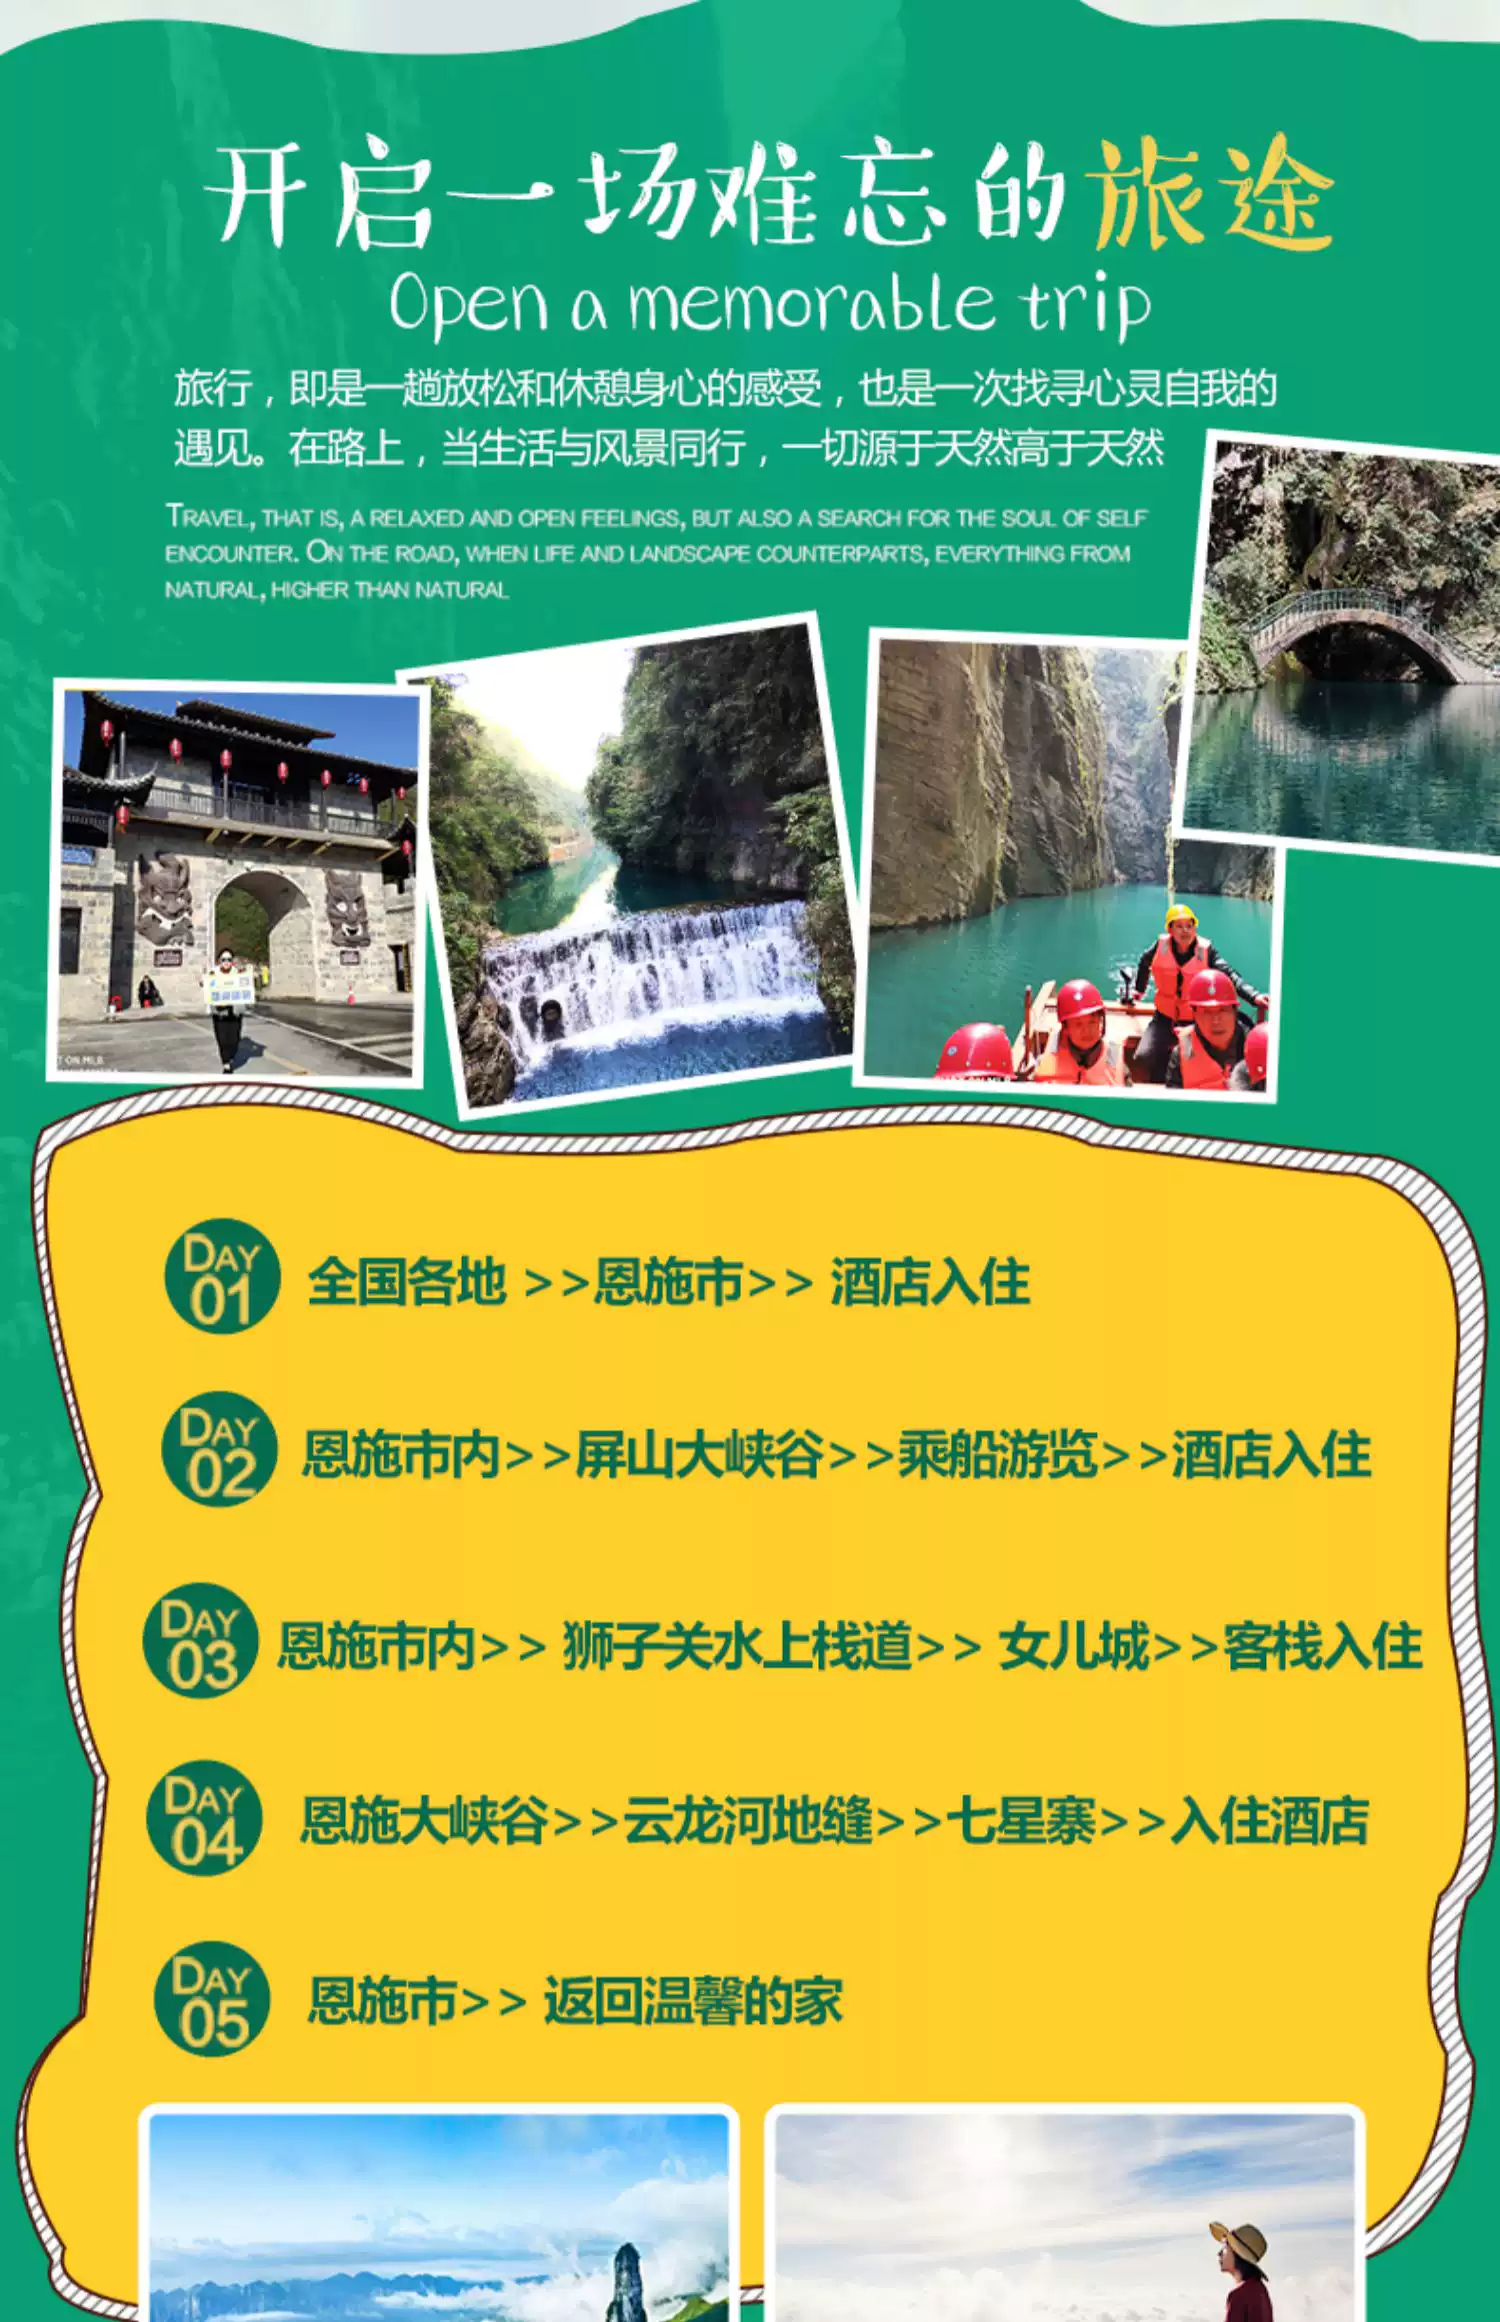 开启一场难忘的旅途
Open a memorable trip
旅行，即是一趟放松和休憩身心的感受，也是一次找寻心灵自我的
遇见。在路上，当生活与风景同行，一切源于天然高于天然
TRAVEL, THAT IS, A RELAXED AND OPEN FEELINGS, BUT ALSO A SEARCH FOR THE SOUL OF SELF
ENCOUNTER. ON THE ROAD, WHEN LIFE AND LANDSCAPE COUNTERPARTS, EVERYTHING FROM
NATURAL, HIGHER THAN NATURAL
DAY
01
全国各地 >>恩施市>> 酒店入住
DAY
02
恩施市内>>屏山大峡谷>>乘船游览>>酒店入住
DAY
03
恩施市内>> 狮子关水上栈道>> 女儿城>>客栈入住
DAY
04
恩施大峡谷>>云龙河地缝>>七星寨>>入住酒店
DAY
05
恩施市>> 返回温馨的家